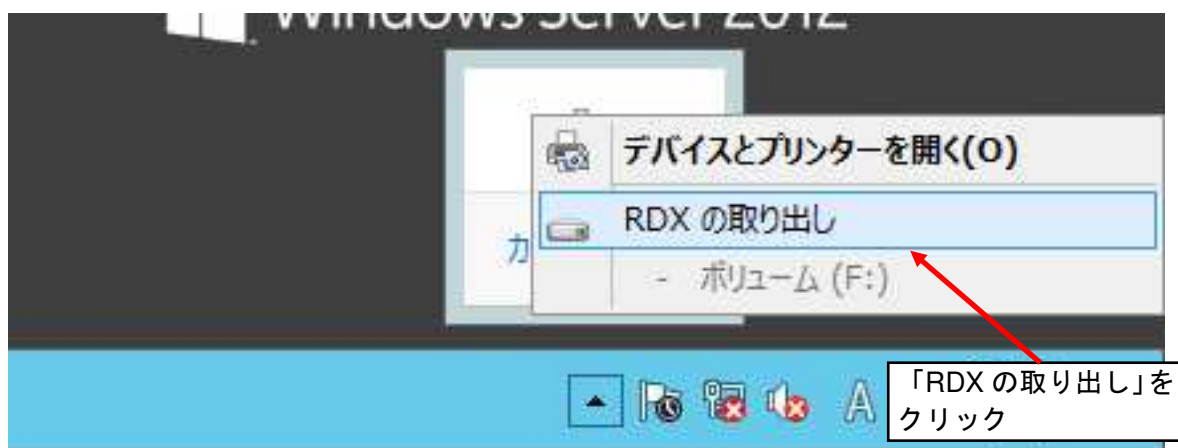 Windows Server 2012
デバイスとプリンターを開く(O)
RDX の取り出し
カ
- ボリューム (F:)
A
「RDX の取り出し」を
クリック